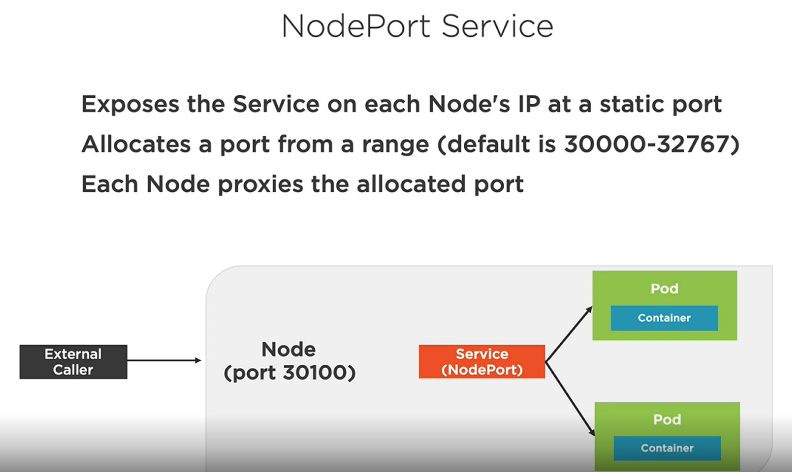 NodePort Service
Exposes the Service on each Node's IP at a static port
Allocates a port from a range (default is 30000-32767)
Each Node proxies the allocated port
Pod
Container
External
Caller
Node
(port 30100)
Service
(NodePort)
Pod
Container